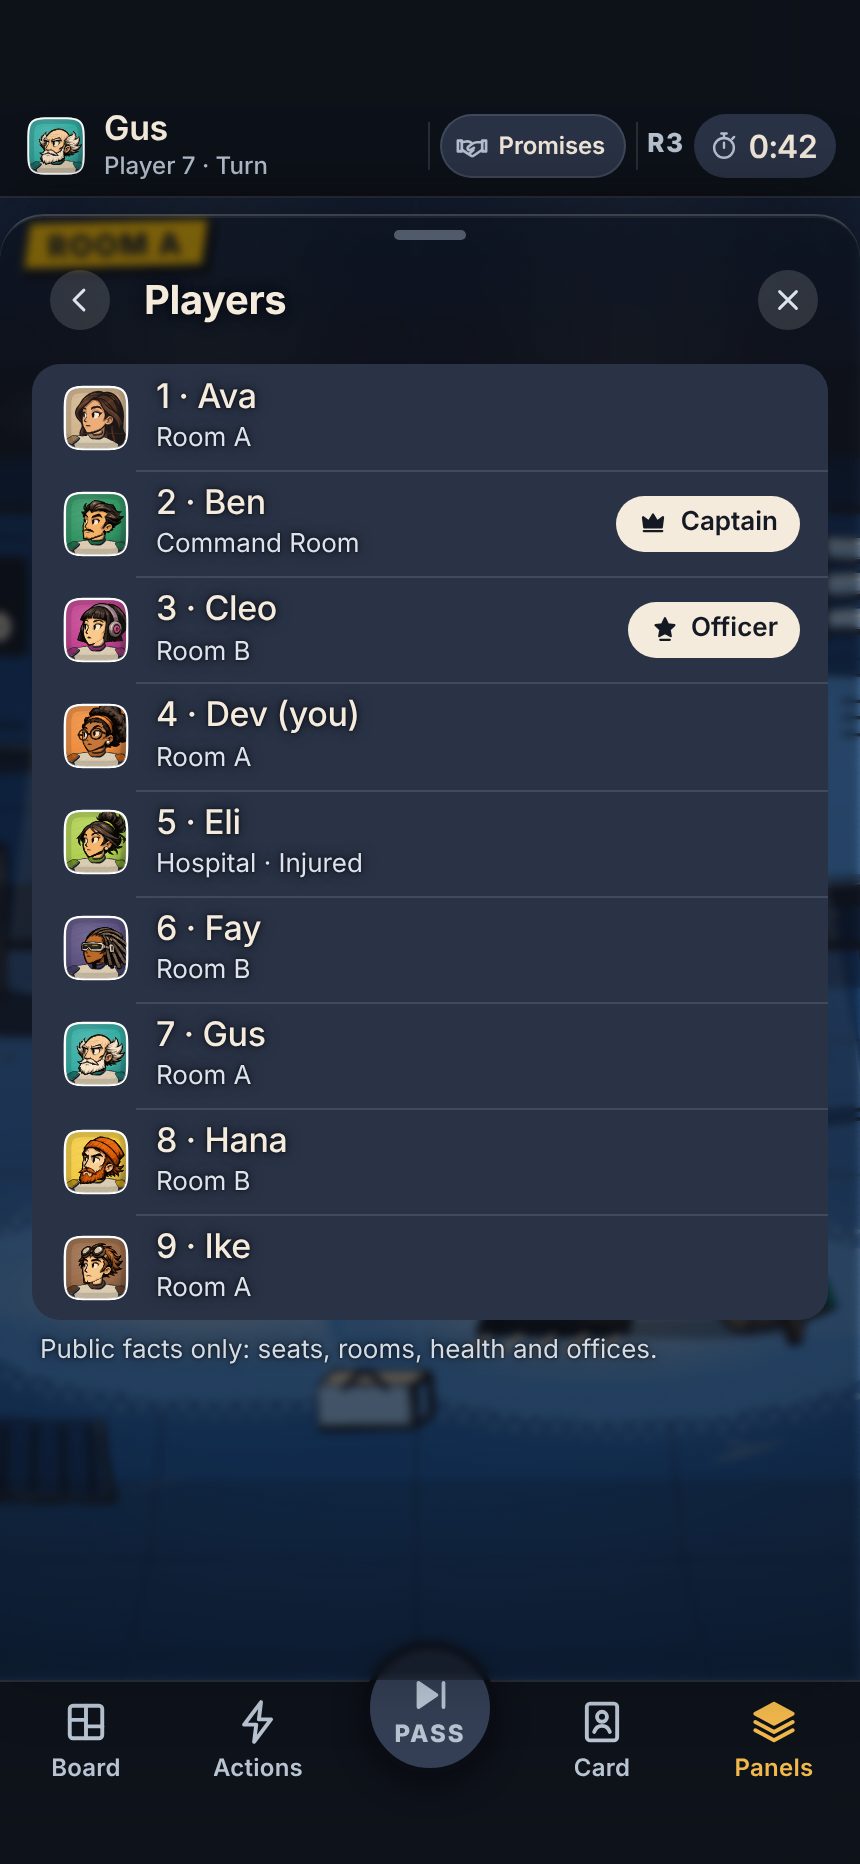 Gus
Player 7 · Turn
Promises
R3
0:42
ROOM A
Players
1 · Ava
Room A
2 · Ben
Command Room
Captain
3 · Cleo
Room B
Officer
4 · Dev (you)
Room A
5 · Eli
Hospital · Injured
6 · Fay
Room B
7 · Gus
Room A
8 · Hana
Room B
9 · Ike
Room A
Public facts only: seats, rooms, health and offices.
Board
Actions
PASS
Card
Panels